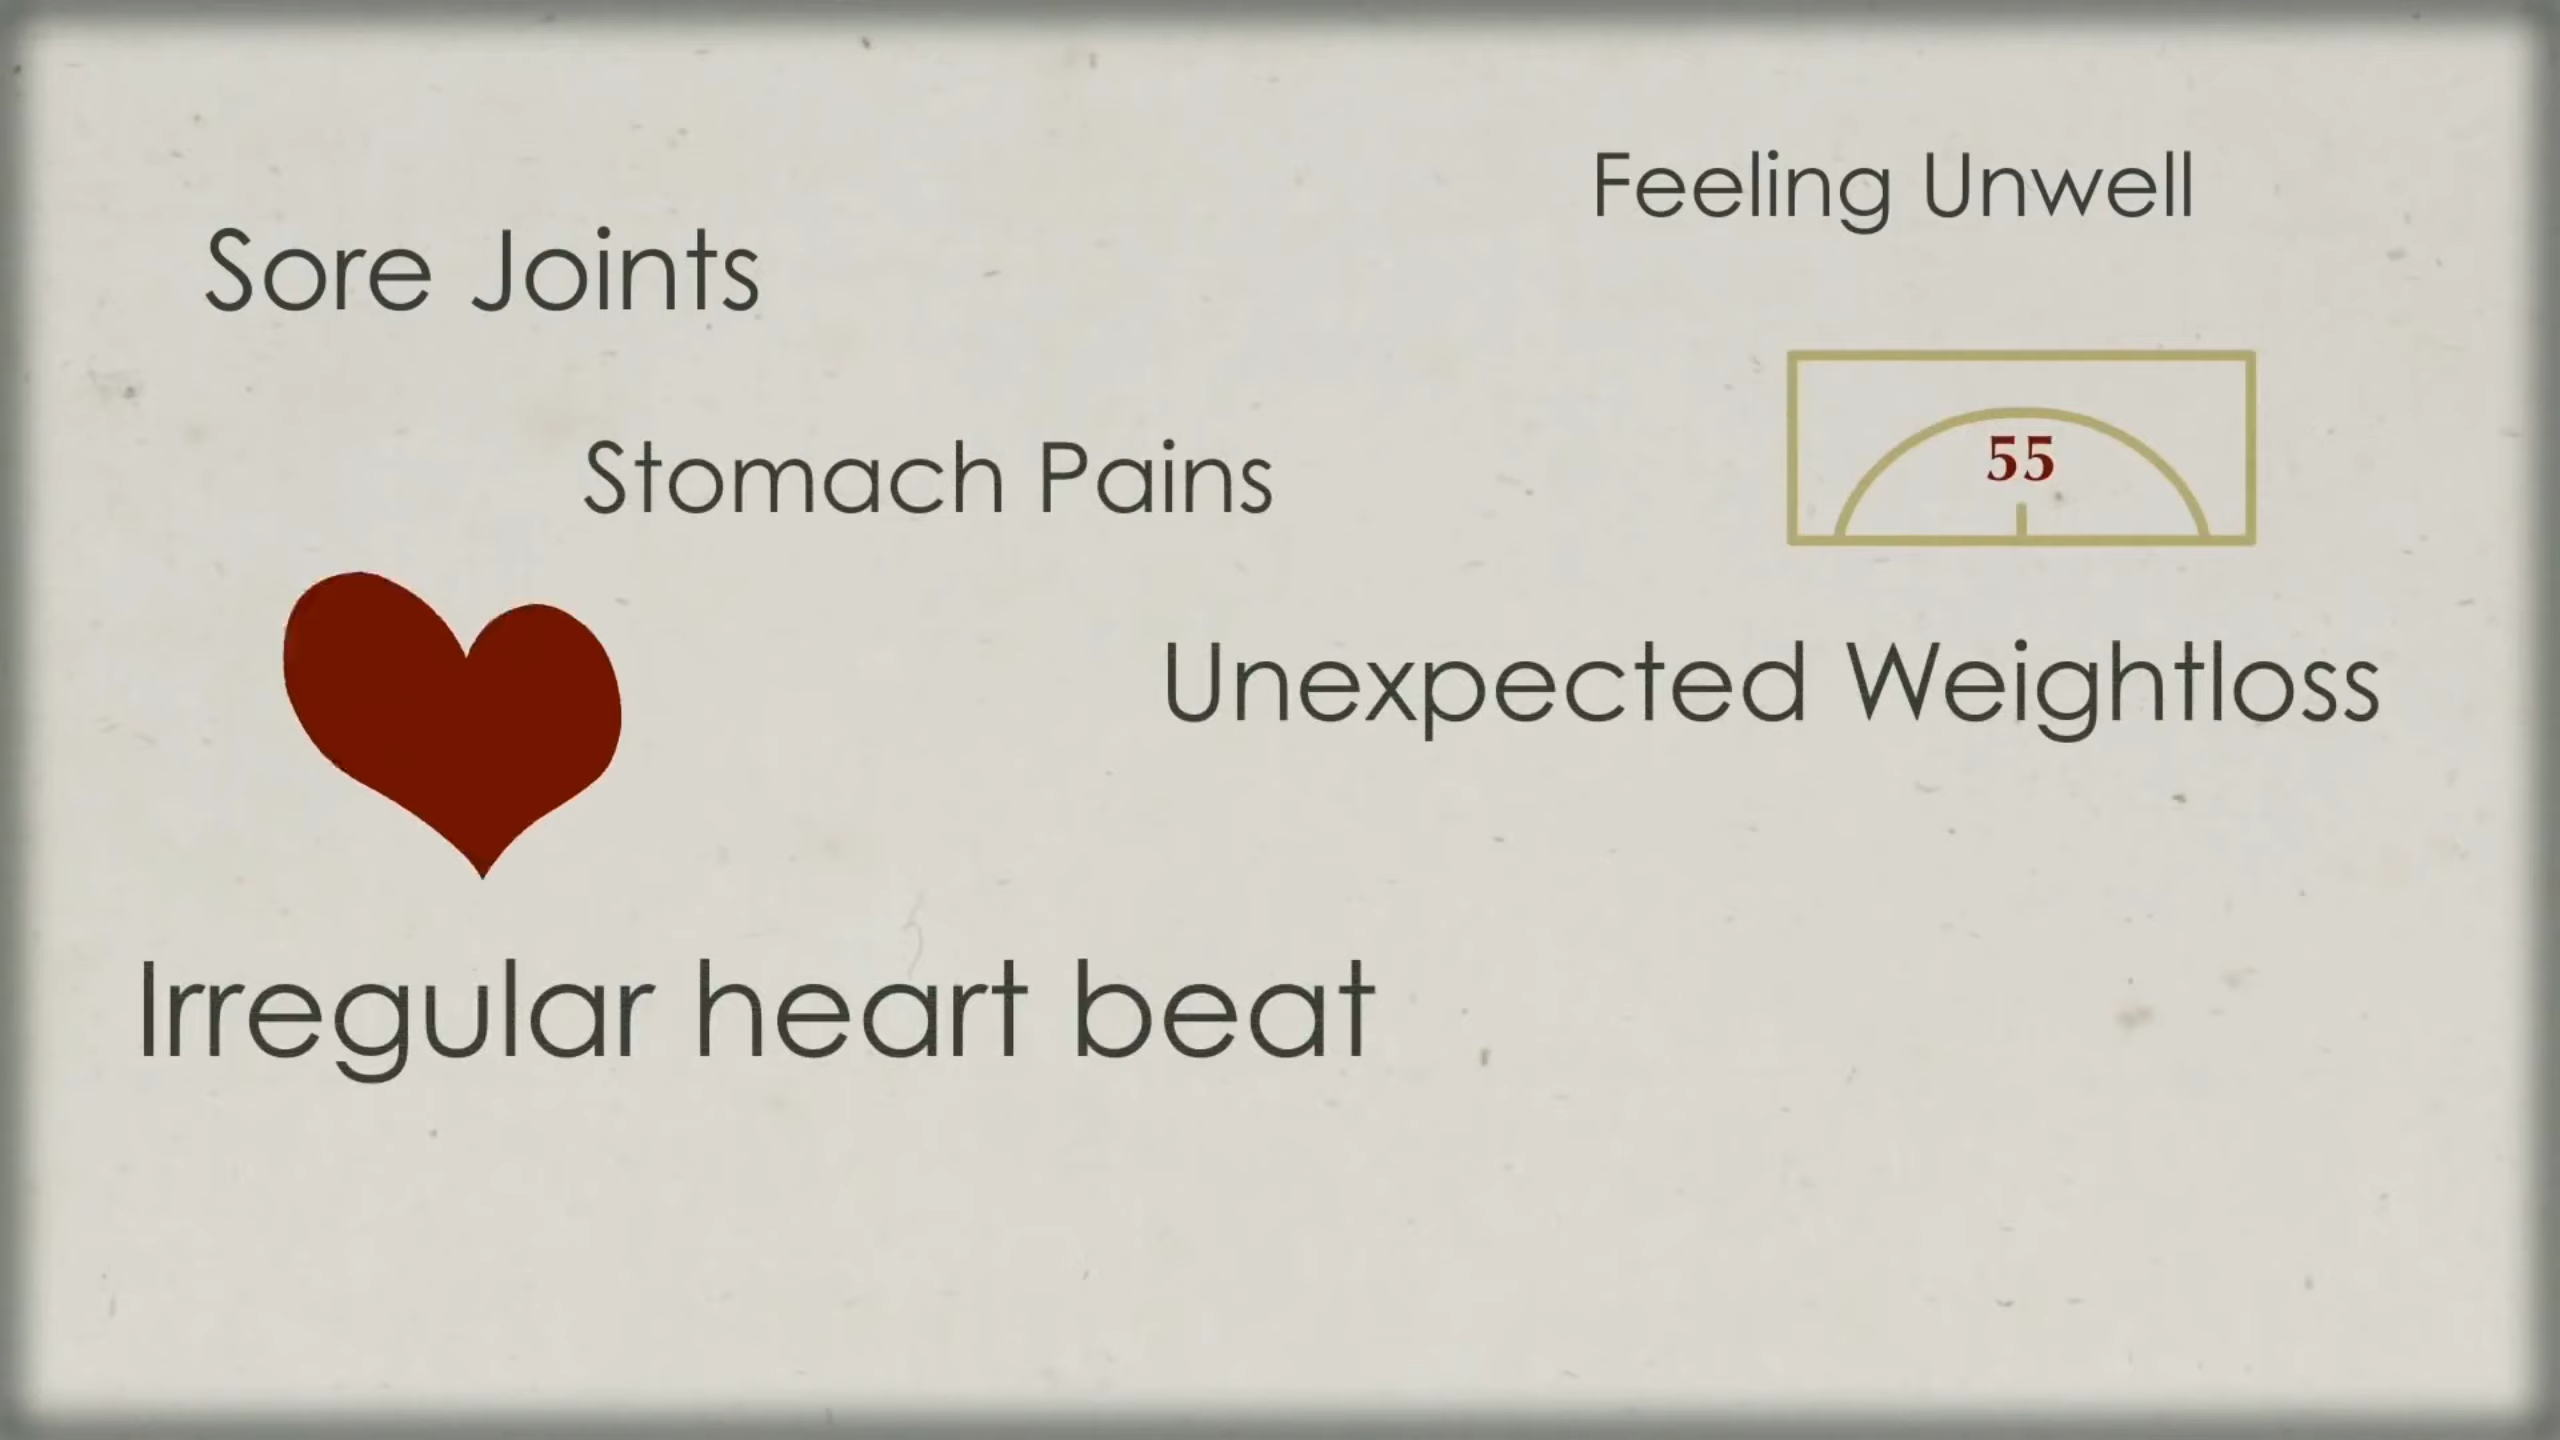 Feeling Unwell
Sore Joints
Stomach Pains
55
Unexpected Weightloss
Irregular heart beat